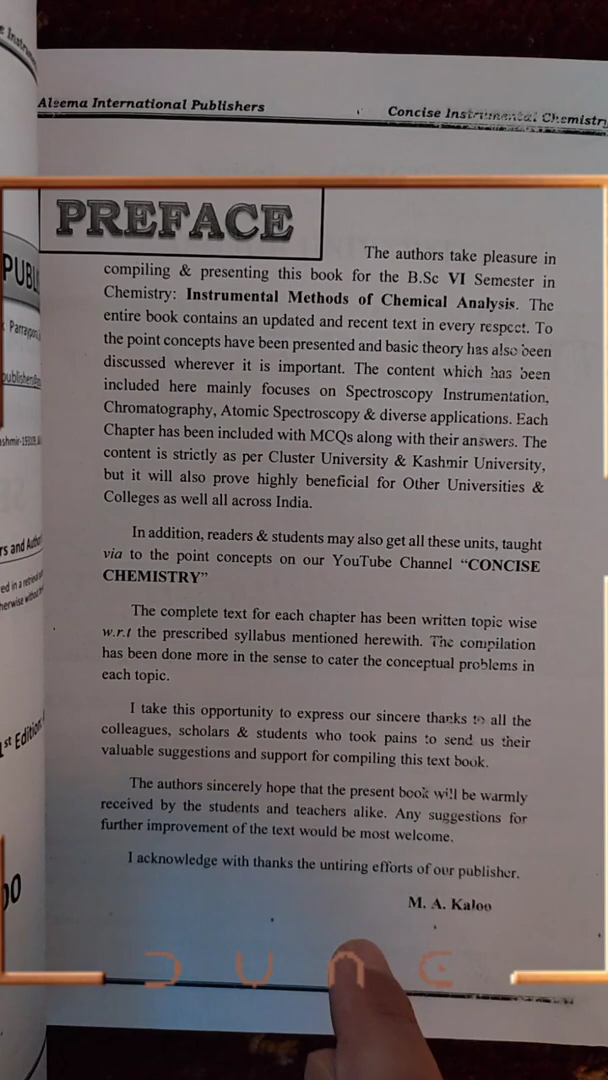 Aleema International Publishers
Concise Instrumental Chemistry
PREFACE
The authors take pleasure in
compiling & presenting this book for the B.Sc VI Semester in
Chemistry: Instrumental Methods of Chemical Analysis. The
entire book contains an updated and recent text in every respect. To
the point concepts have been presented and basic theory has also been
discussed wherever it is important. The content which has been
included here mainly focuses on Spectroscopy Instrumentation,
Chromatography, Atomic Spectroscopy & diverse applications. Each
Chapter has been included with MCQs along with their answers. The
content is strictly as per Cluster University & Kashmir University,
but it will also prove highly beneficial for Other Universities &
Colleges as well all across India.
In addition, readers & students may also get all these units, taught
via to the point concepts on our YouTube Channel “CONCISE
CHEMISTRY”
The complete text for each chapter has been written topic wise
w.r.t the prescribed syllabus mentioned herewith. The compilation
has been done more in the sense to cater the conceptual problems in
each topic.
I take this opportunity to express our sincere thanks to all the
colleagues, scholars & students who took pains to send us their
valuable suggestions and support for compiling this text book.
The authors sincerely hope that the present book will be warmly
received by the students and teachers alike. Any suggestions for
further improvement of the text would be most welcome.
I acknowledge with thanks the untiring efforts of our publisher.
M. A. Kaloo
PUBL
rs and Autho
ed in a retrieval
1st Edition